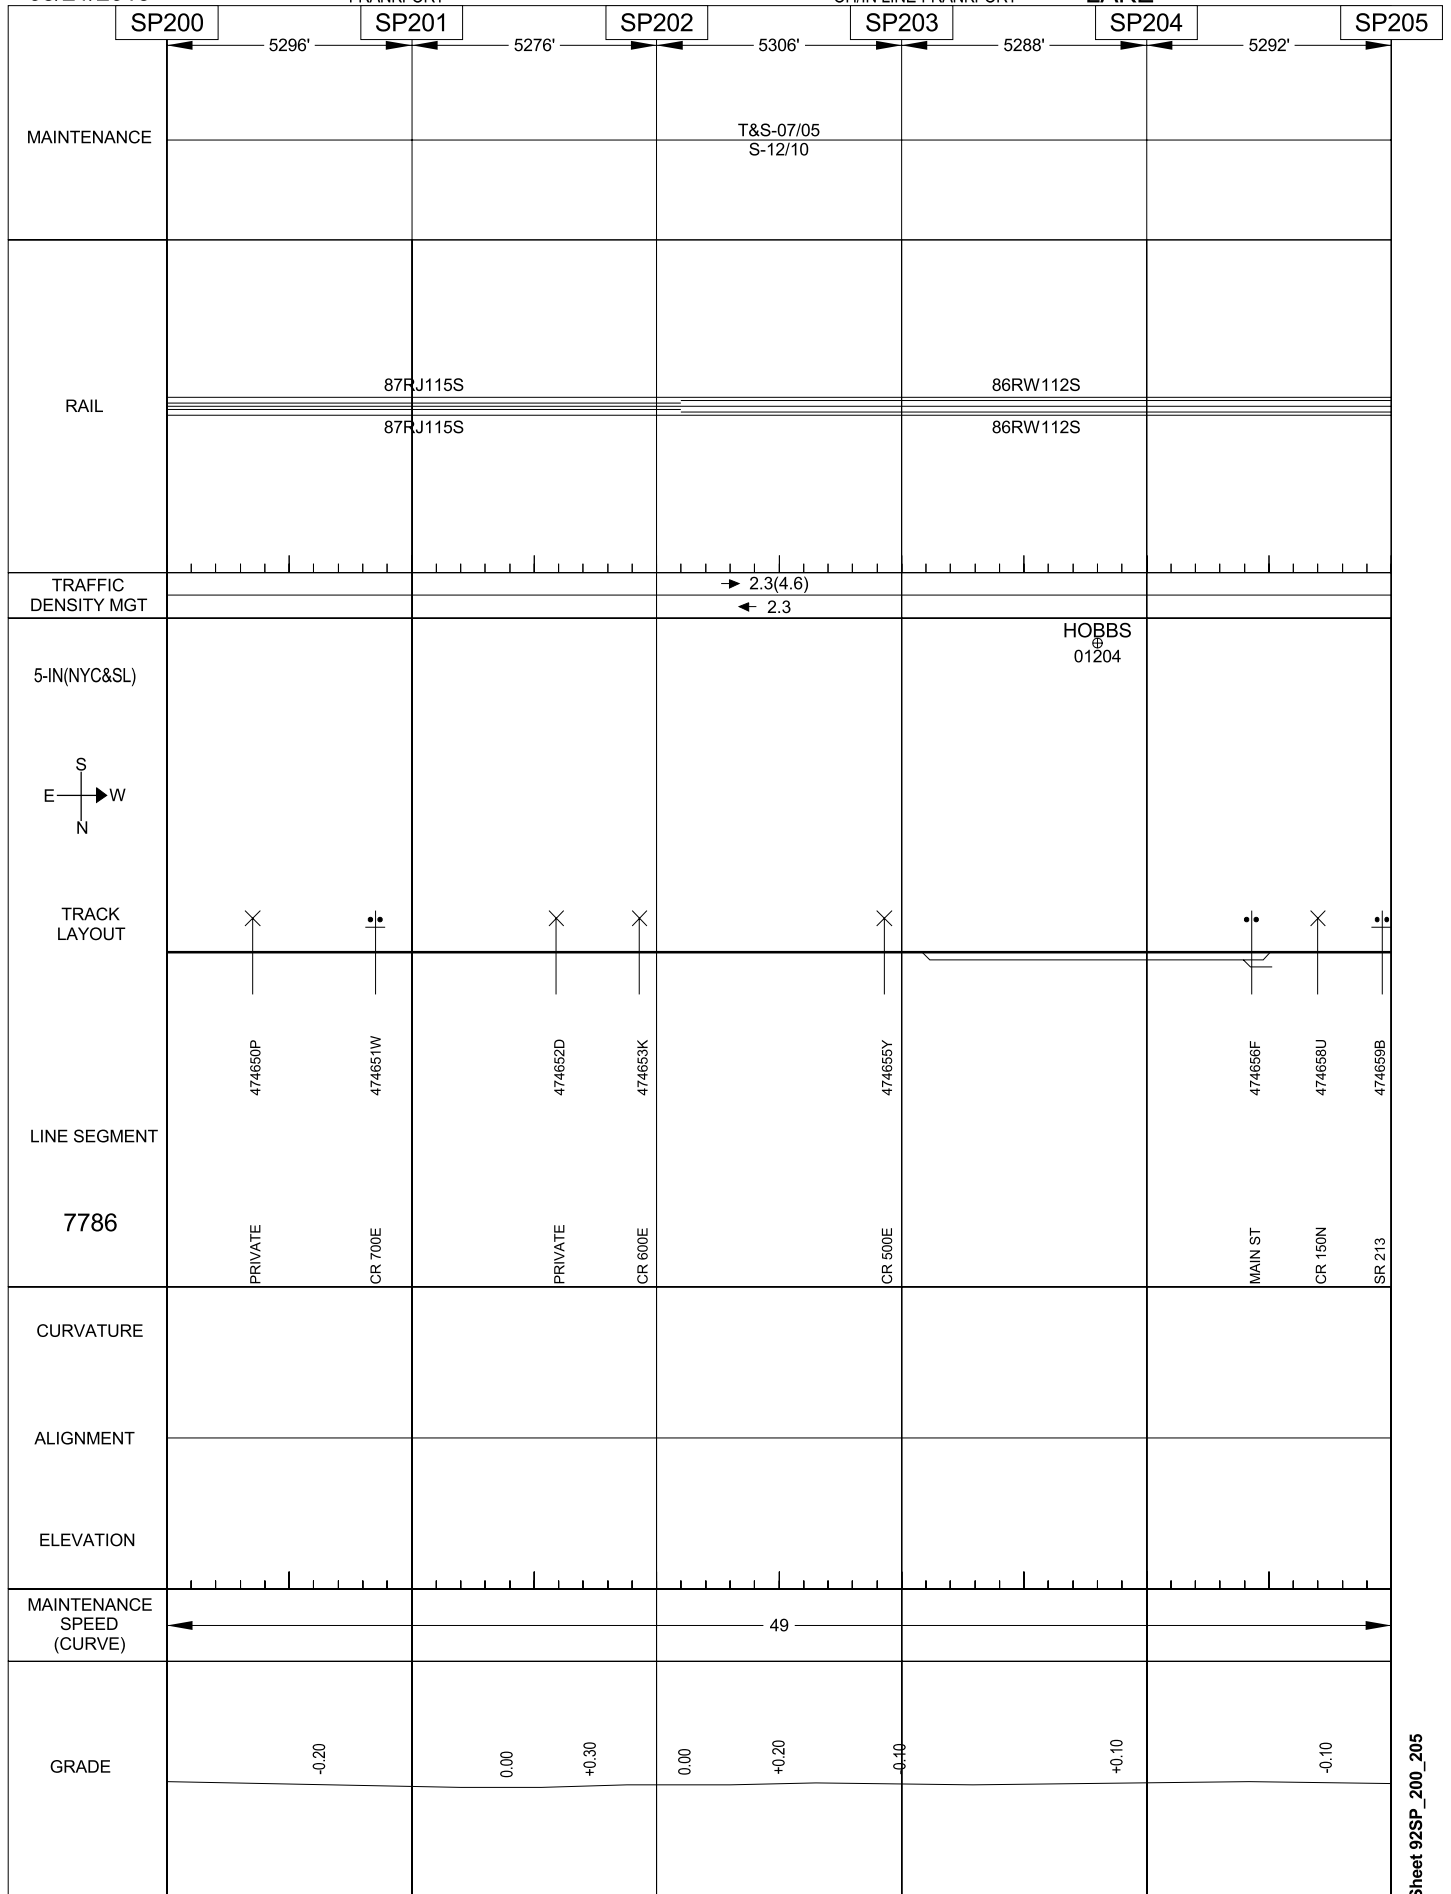 SP200 SP201 SP202 SP203 SP204 SP205
5296' 5276' 5306' 5288' 5292'
MAINTENANCE
T&S-07/05
S-12/10
RAIL
87RJ115S 86RW112S
87RJ115S 86RW112S
TRAFFIC
DENSITY MGT
2.3(4.6)
2.3
HOBBS
01204
5-IN(NYC&SL)
S
E W
N
TRACK
LAYOUT
474650P
474651W
474652D
474653K
474655Y
474656F
474658U
474659B
LINE SEGMENT
7786
PRIVATE
CR 700E
PRIVATE
CR 600E
CR 500E
MAIN ST
CR 150N
SR 213
CURVATURE
ALIGNMENT
ELEVATION
MAINTENANCE
SPEED
(CURVE)
49
GRADE
-0.20
0.00
+0.30
0.00
+0.20
-0.10
+0.10
-0.10
Sheet 92SP_200_205